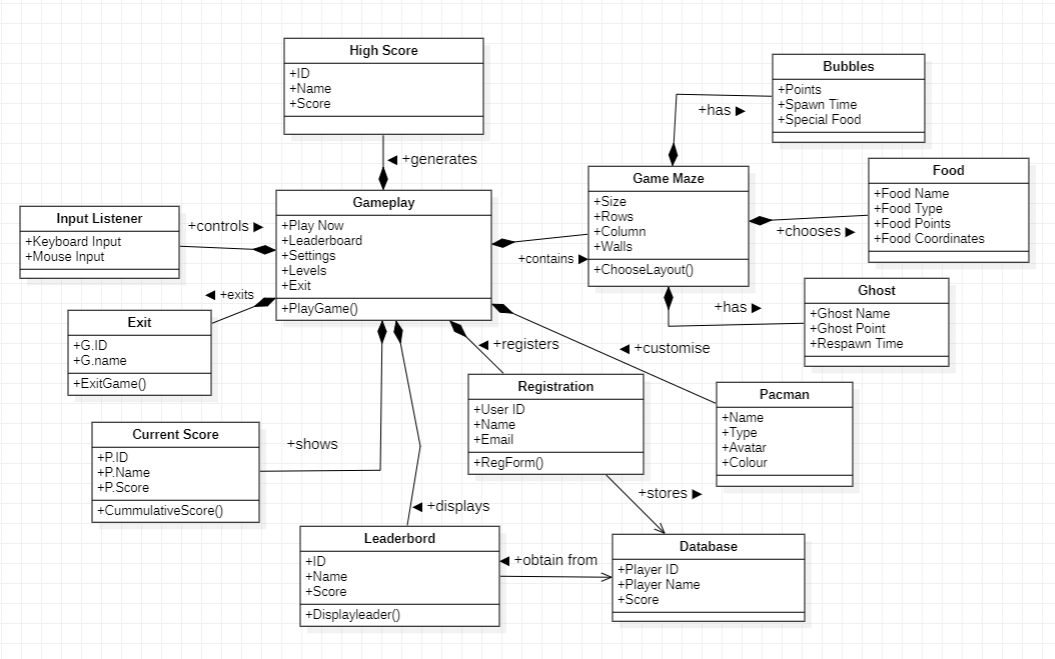 High Score
+ID
+Name
+Score
◀ +generates
Bubbles
+Points
+Spawn Time
+Special Food
+has ▶
Game Maze
+Size
+Rows
+Column
+Walls
+ChooseLayout()
Food
+Food Name
+Food Type
+Food Points
+Food Coordinates
+chooses ▶
Input Listener
+Keyboard Input
+Mouse Input
+controls ▶
Gameplay
+Play Now
+Leaderboard
+Settings
+Levels
+Exit
+PlayGame()
+contains ▶
Ghost
+Ghost Name
+Ghost Point
+Respawn Time
+has ▶
◀ +exits
Exit
+G.ID
+G.name
+ExitGame()
◀ +registers
◀ +customise
Registration
+User ID
+Name
+Email
+RegForm()
Pacman
+Name
+Type
+Avatar
+Colour
Current Score
+P.ID
+P.Name
+P.Score
+CummulativeScore()
+shows
◀ +displays
+stores ▶
Leaderbord
+ID
+Name
+Score
+Displayleader()
◀ +obtain from
Database
+Player ID
+Player Name
+Score